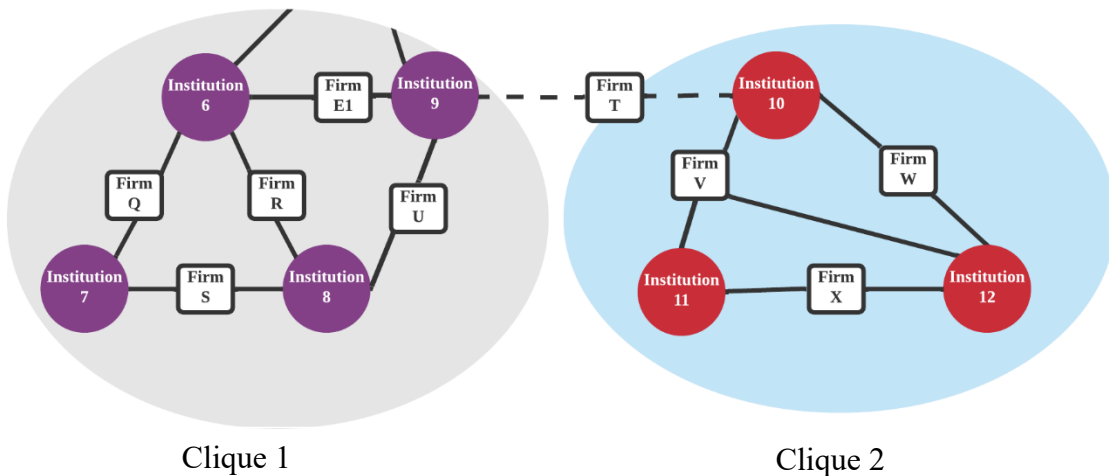 Institution
6
Firm
E1
Institution
9
Firm
T
Institution
10
Firm
Q
Firm
R
Firm
U
Firm
V
Firm
W
Institution
7
Firm
S
Institution
8
Institution
11
Firm
X
Institution
12
Clique 1
Clique 2